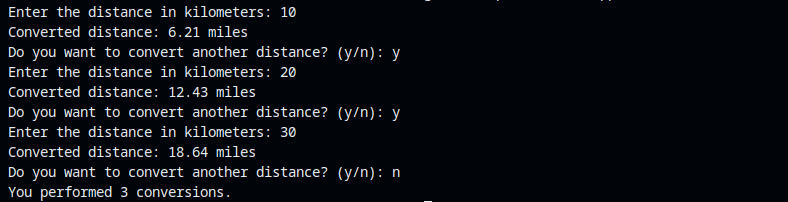 Enter the distance in kilometers: 10
Converted distance: 6.21 miles
Do you want to convert another distance? (y/n): y
Enter the distance in kilometers: 20
Converted distance: 12.43 miles
Do you want to convert another distance? (y/n): y
Enter the distance in kilometers: 30
Converted distance: 18.64 miles
Do you want to convert another distance? (y/n): n
You performed 3 conversions.